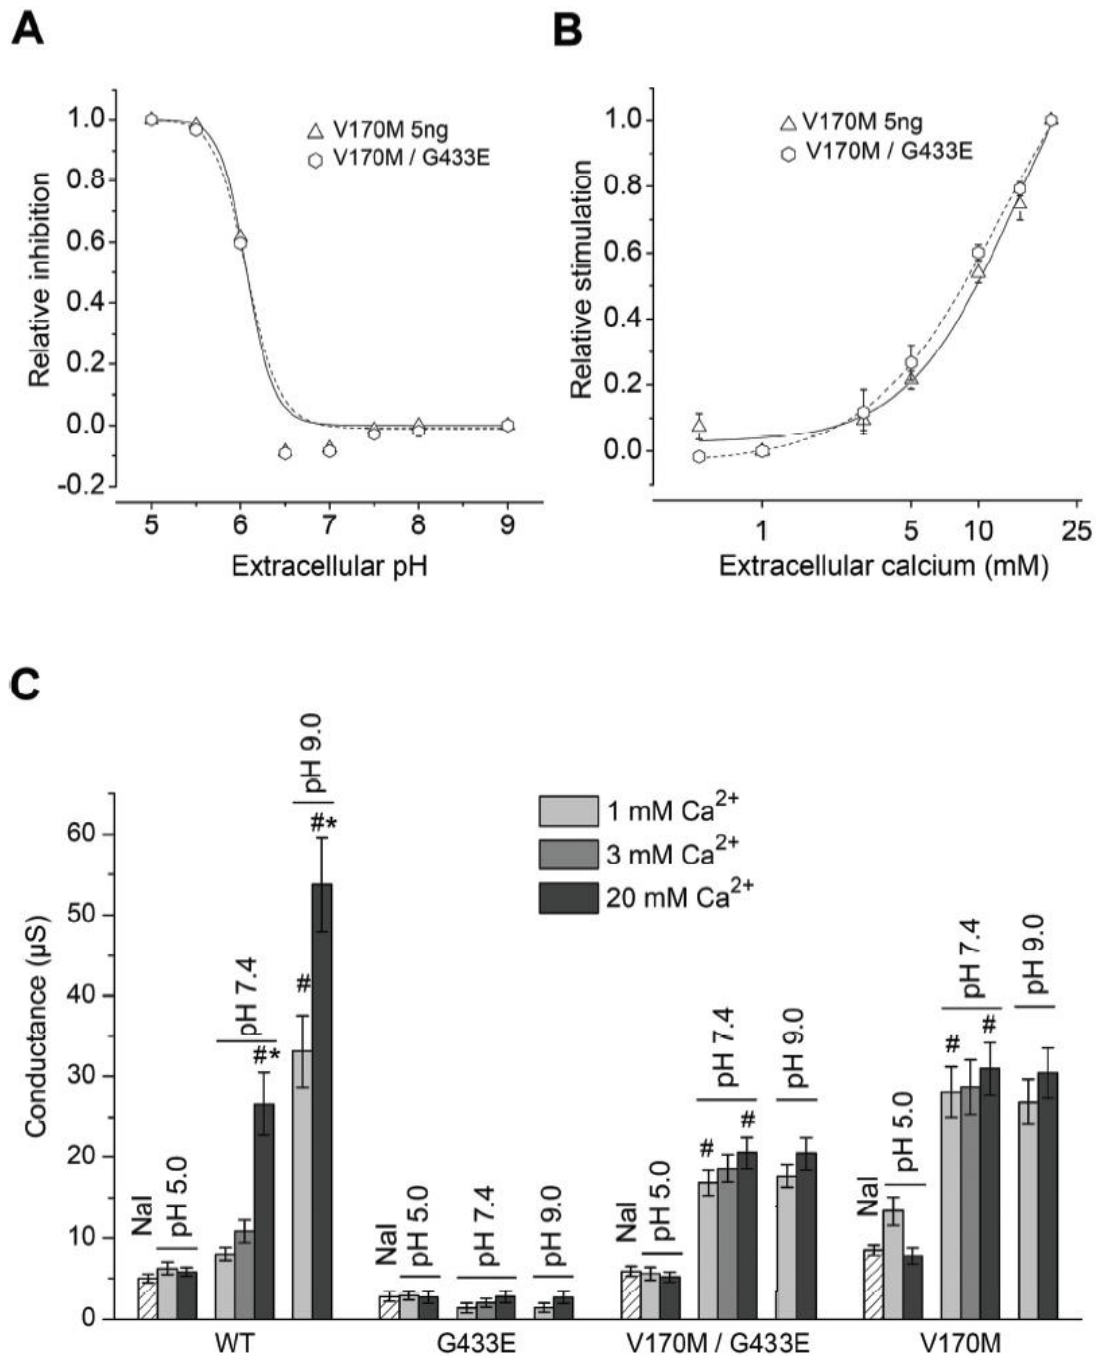 A
B
Relative inhibition
1.0
0.8
0.6
0.4
0.2
0.0
-0.2
V170M 5ng
V170M / G433E
5 6 7 8 9
Extracellular pH
Relative stimulation
1.0
0.8
0.6
0.4
0.2
0.0
V170M 5ng
V170M / G433E
1 5 10 25
Extracellular calcium (mM)
C
Conductance (µS)
60
50
40
30
20
10
0
1 mM Ca²⁺
3 mM Ca²⁺
20 mM Ca²⁺
NaI
pH 5.0
pH 7.4
#*
pH 9.0
#
#*
NaI
pH 5.0
pH 7.4
pH 9.0
NaI
pH 5.0
pH 7.4
#
#
pH 9.0
NaI
pH 5.0
pH 7.4
#
#
pH 9.0
WT G433E V170M / G433E V170M